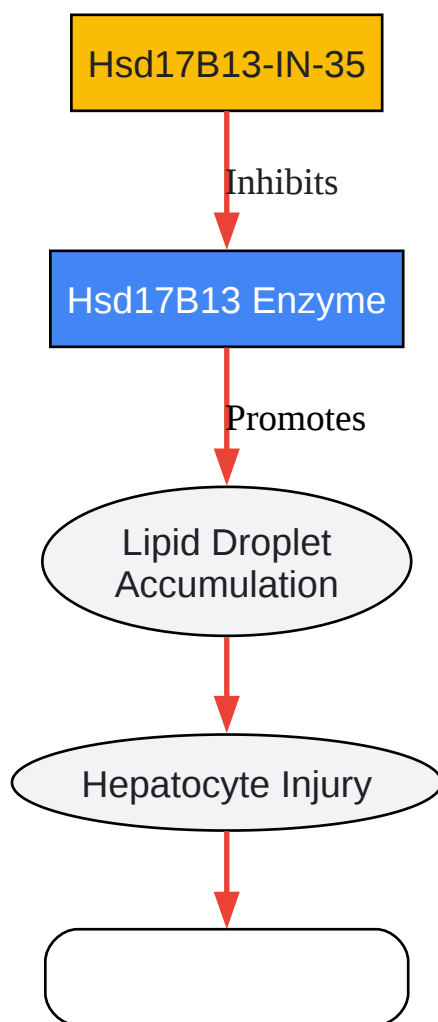 Hsd17B13-IN-35
Inhibits
Hsd17B13 Enzyme
Promotes
Lipid Droplet
Accumulation
Hepatocyte Injury